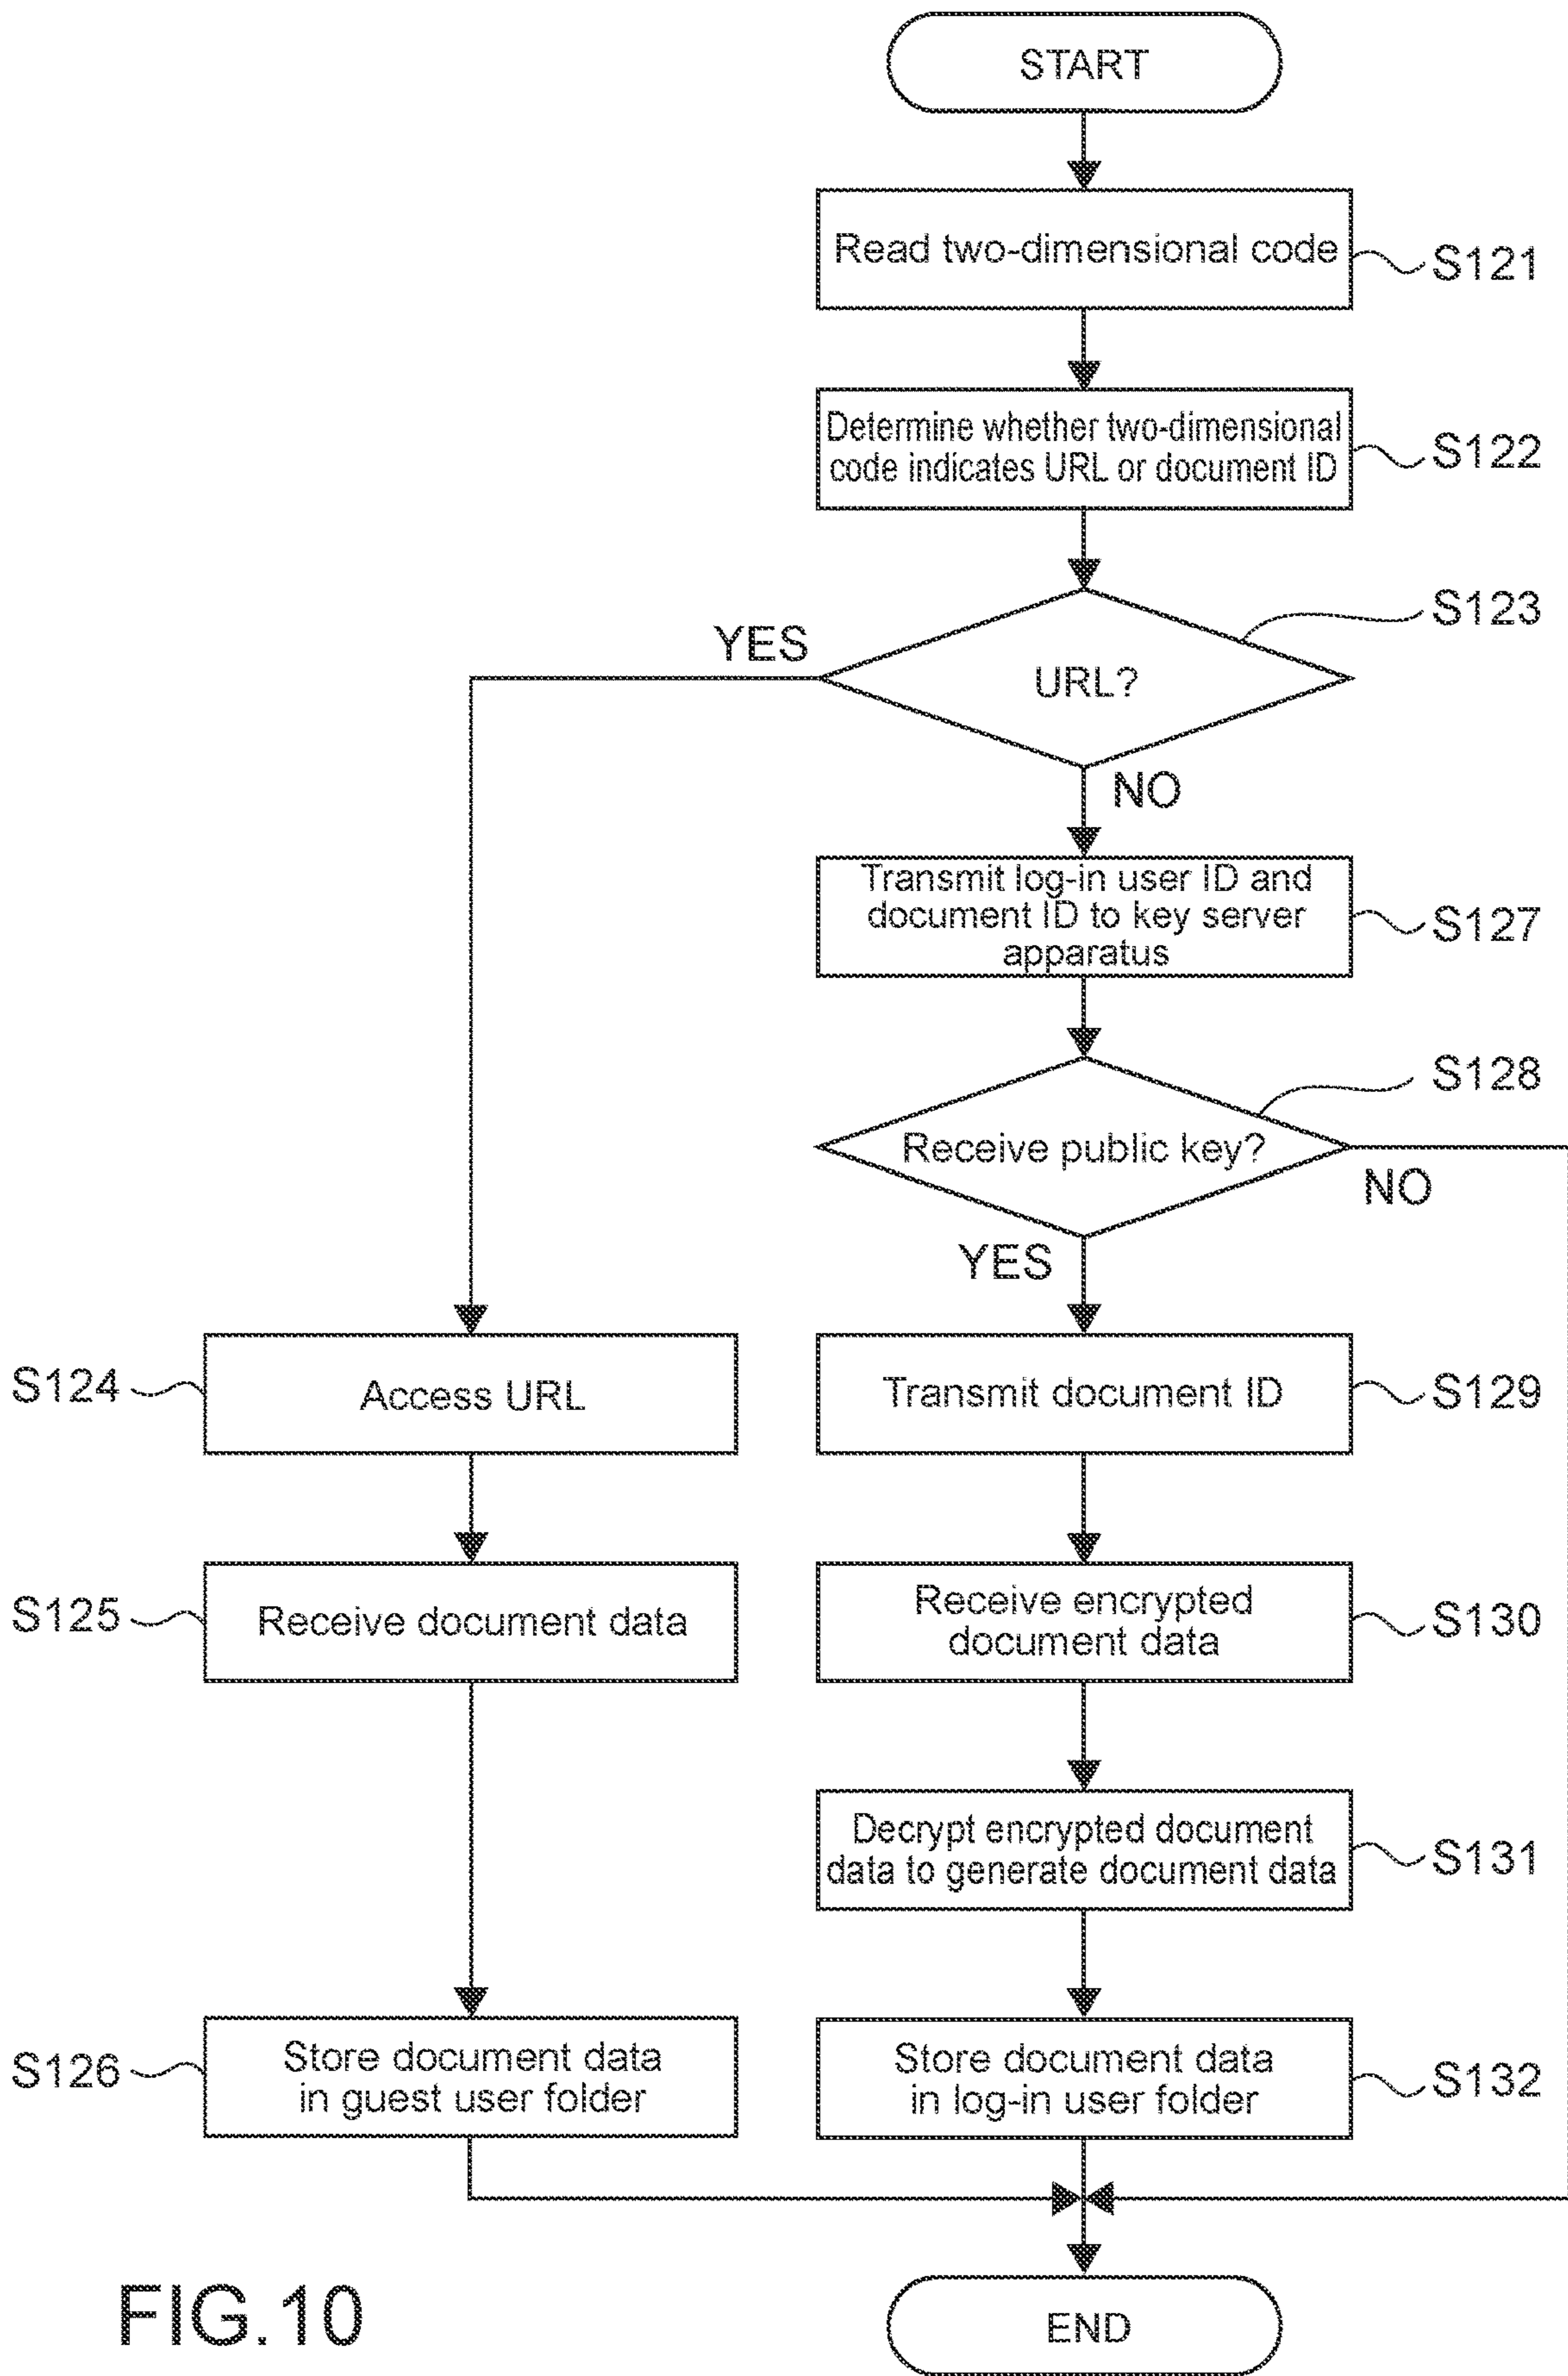 START
Read two-dimensional code
S121
Determine whether two-dimensional
code indicates URL or document ID
S122
S123
YES
URL?
NO
Transmit log-in user ID and
document ID to key server
apparatus
S127
S128
Receive public key?
NO
YES
S124
Access URL
Transmit document ID
S129
S125
Receive document data
Receive encrypted
document data
S130
Decrypt encrypted document
data to generate document data
S131
S126
Store document data
in guest user folder
Store document data
in log-in user folder
S132
FIG.10
END